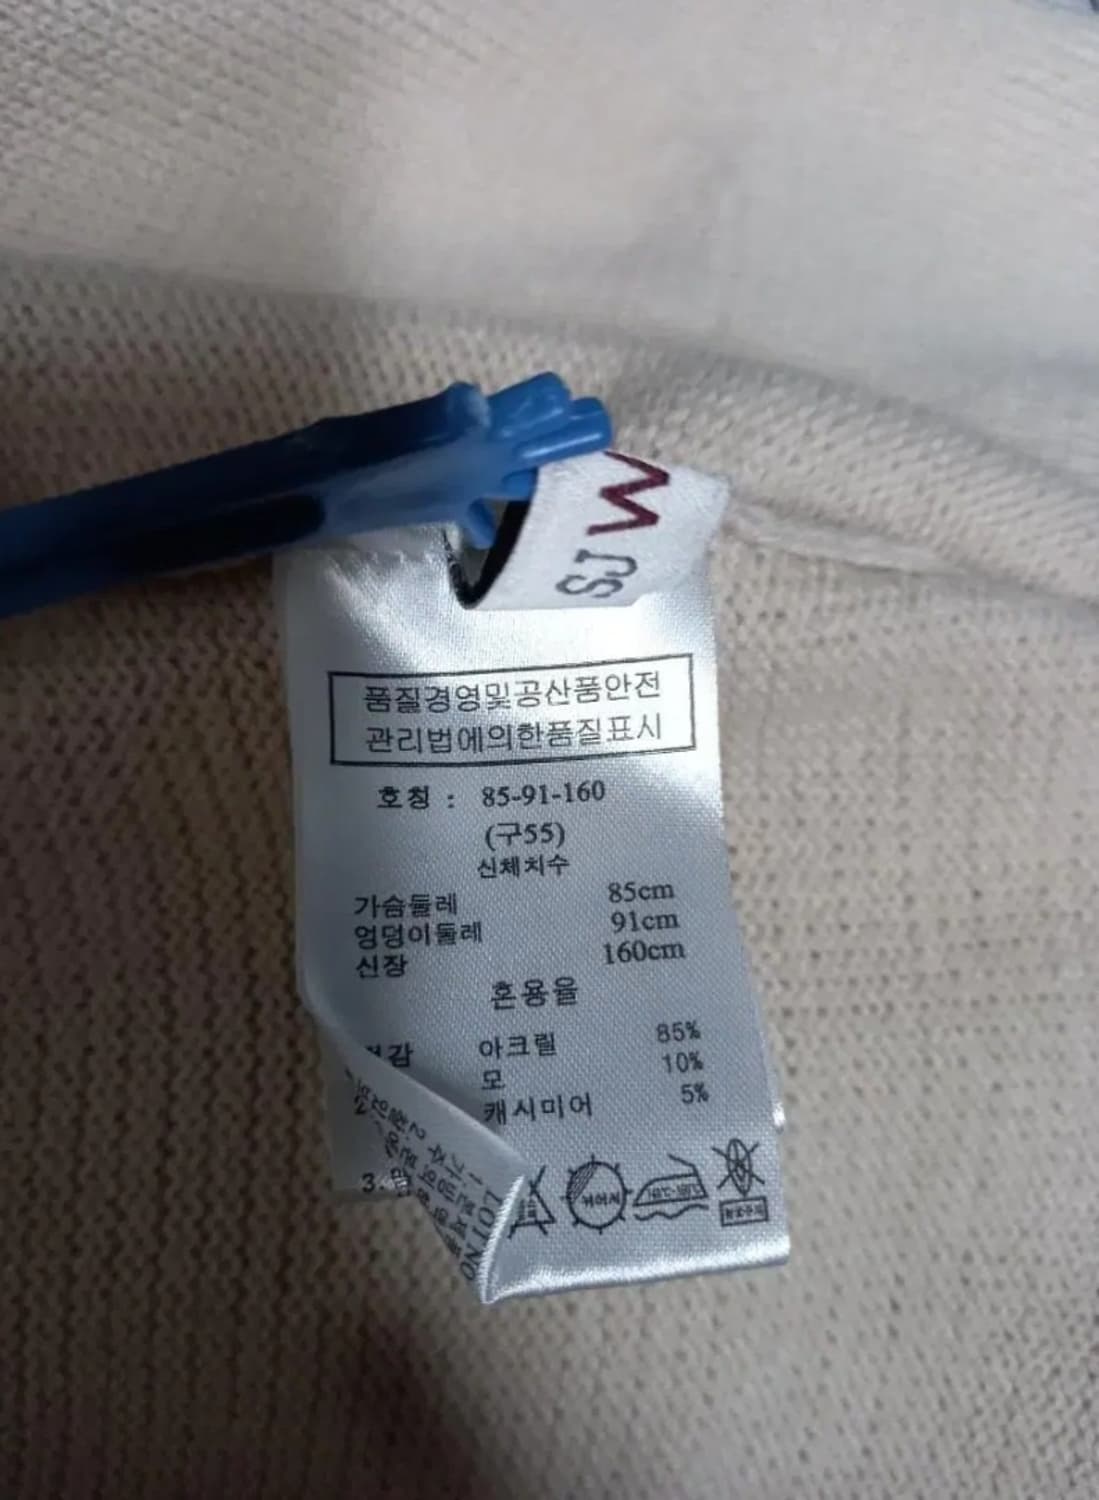 SJ
W
품질경영및공산품안전
관리법에의한품질표시
호칭 : 85-91-160
(구55)
신체치수
가슴둘레 85cm
엉덩이둘레 91cm
신장 160cm
혼용율
아크릴 85%
모 10%
캐시미어 5%
3.
LOT NO